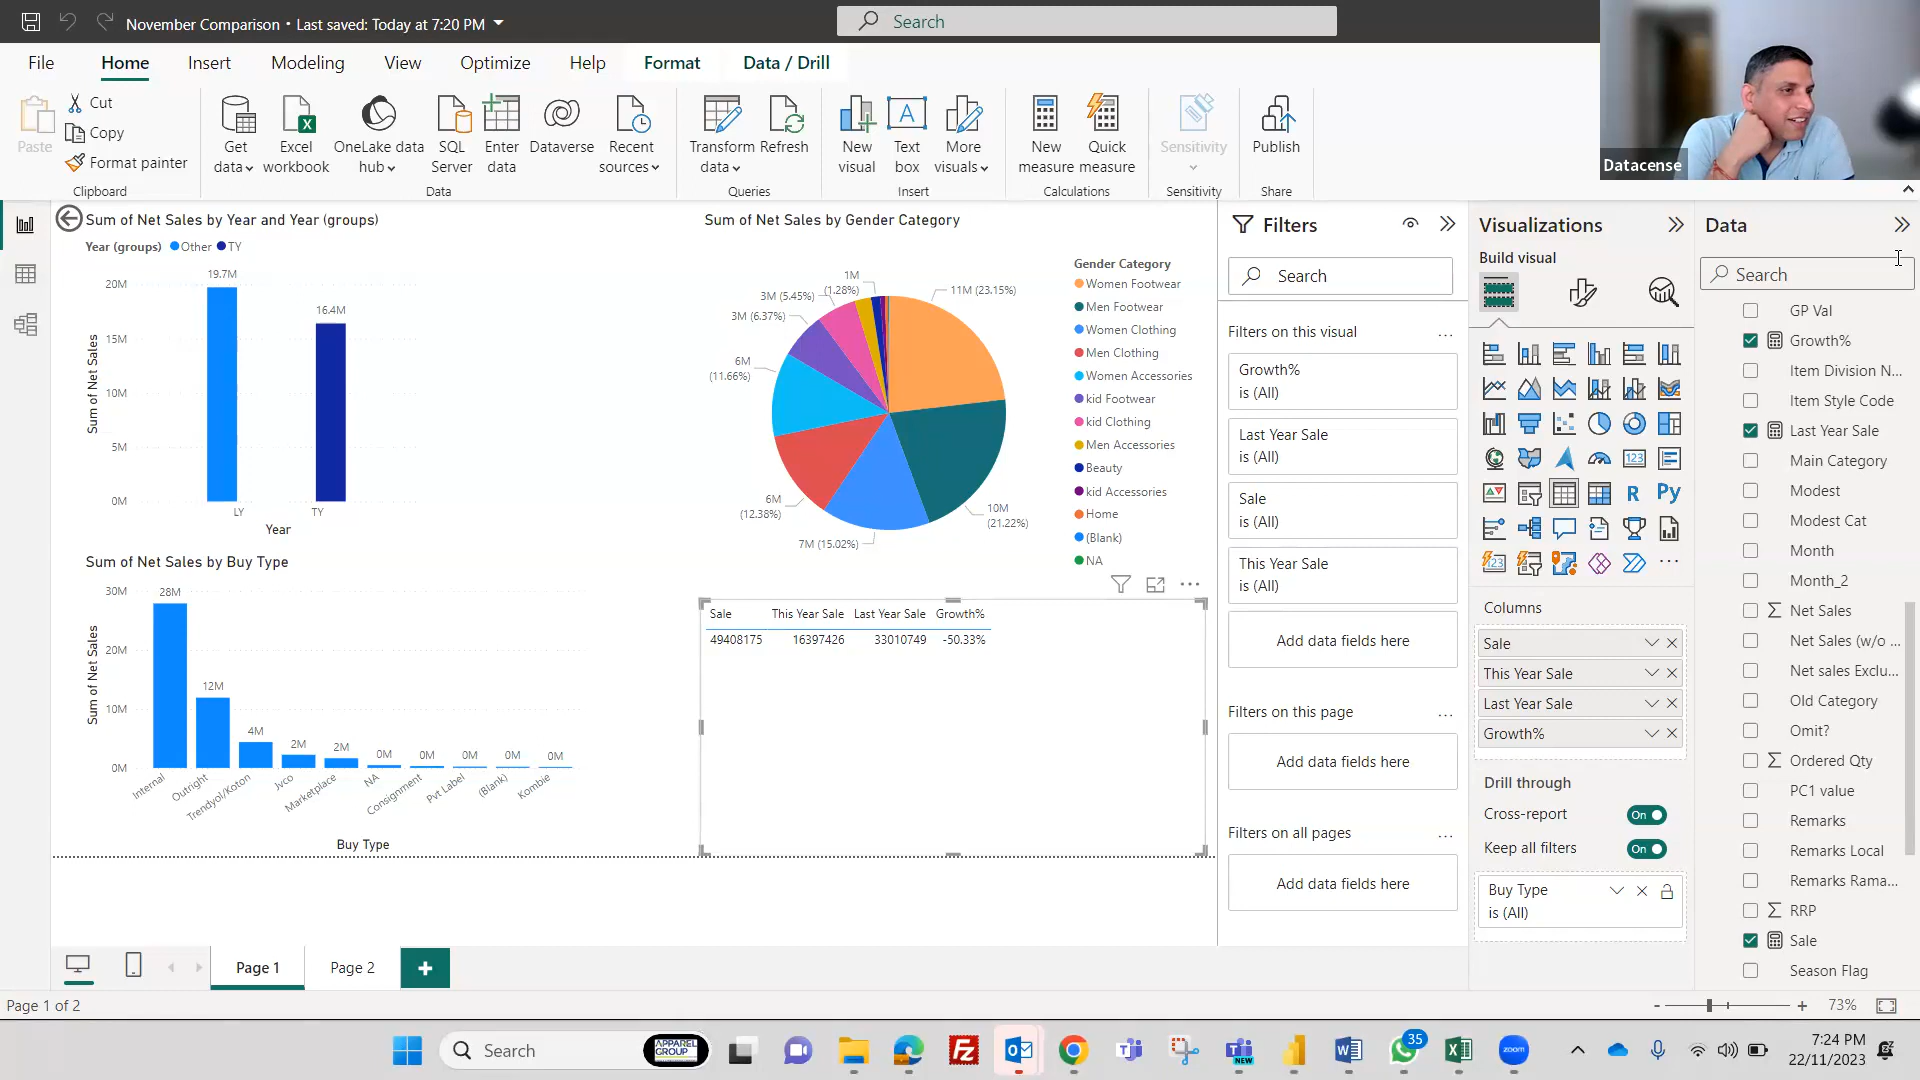 November Comparison • Last saved: Today at 7:20 PM
Search
File
Home
Insert
Modeling
View
Optimize
Help
Format
Data / Drill
Paste
Cut
Copy
Format painter
Clipboard
Get data
Excel workbook
OneLake data hub
SQL Server
Enter data
Dataverse
Recent sources
Data
Transform data
Refresh
Queries
New visual
Text box
More visuals
Insert
New measure
Quick measure
Calculations
Sensitivity
Sensitivity
Publish
Share
Datacense
Sum of Net Sales by Year and Year (groups)
Year (groups) Other TY
Sum of Net Sales
20M
15M
10M
5M
0M
19.7M
16.4M
LY
TY
Year
Sum of Net Sales by Gender Category
11M (23.15%)
10M (21.22%)
7M (15.02%)
6M (12.38%)
6M (11.66%)
3M (6.37%)
3M (5.45%)
1M (1.28%)
Gender Category
Women Footwear
Men Footwear
Women Clothing
Men Clothing
Women Accessories
kid Footwear
kid Clothing
Men Accessories
Beauty
kid Accessories
Home
(Blank)
NA
Sum of Net Sales by Buy Type
Sum of Net Sales
30M
20M
10M
0M
28M
12M
4M
2M
2M
0M
0M
0M
0M
0M
Internal
Outright
Trendyol/Koton
Jvco
Marketplace
NA
Consignment
Pvt Label
(Blank)
Kombie
Buy Type
Sale This Year Sale Last Year Sale Growth%
49408175 16397426 33010749 -50.33%
Filters
Search
Filters on this visual ...
Growth%
is (All)
Last Year Sale
is (All)
Sale
is (All)
This Year Sale
is (All)
Add data fields here
Filters on this page ...
Add data fields here
Filters on all pages ...
Add data fields here
Visualizations
Build visual
123
R
Py
123
...
Columns
Sale
This Year Sale
Last Year Sale
Growth%
Drill through
Cross-report On
Keep all filters On
Buy Type
is (All)
Data
Search
GP Val
Growth%
Item Division N...
Item Style Code
Last Year Sale
Main Category
Modest
Modest Cat
Month
Month_2
Net Sales
Net Sales (w/o ...
Net sales Exclu...
Old Category
Omit?
Ordered Qty
PC1 value
Remarks
Remarks Local
Remarks Rama...
RRP
Sale
Season Flag
Page 1
Page 2
+
Page 1 of 2
- + 73%
Search
APPAREL GROUP
NEW
35
zoom
7:24 PM
22/11/2023